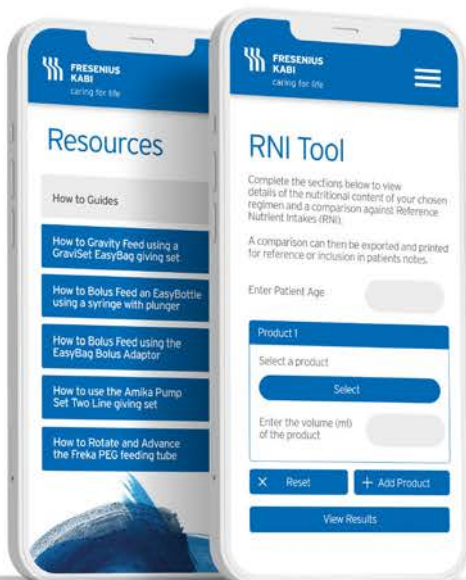 FRESENIUS
KABI
caring for life
Resources
How to Guides
How to Gravity Feed using a
GraviSet EasyBag giving set
How to Bolus Feed an EasyBottle
using a syringe with plunger
How to Bolus Feed using the
EasyBag Bolus Adaptor
How to use the Amika Pump
Set Two Line giving set
How to Rotate and Advance
the Freka PEG feeding tube
FRESENIUS
KABI
caring for life
RNI Tool
Complete the sections below to view
details of the nutritional content of your chosen
regimen and a comparison against Reference
Nutrient Intakes (RNI).
A comparison can then be exported and printed
for reference or inclusion in patients notes.
Enter Patient Age
Product 1
Select a product
Select
Enter the volume (ml)
of the product
X Reset
+ Add Product
View Results